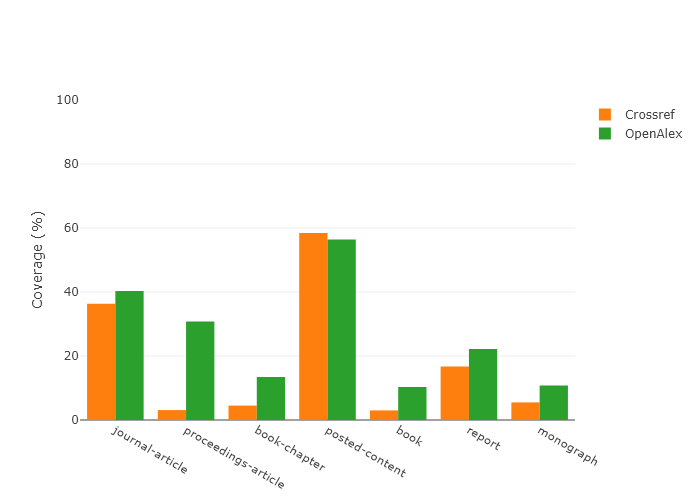 100
80
60
40
20
0
Coverage (%)
journal-article
proceedings-article
book-chapter
posted-content
book
report
monograph
Crossref
OpenAlex